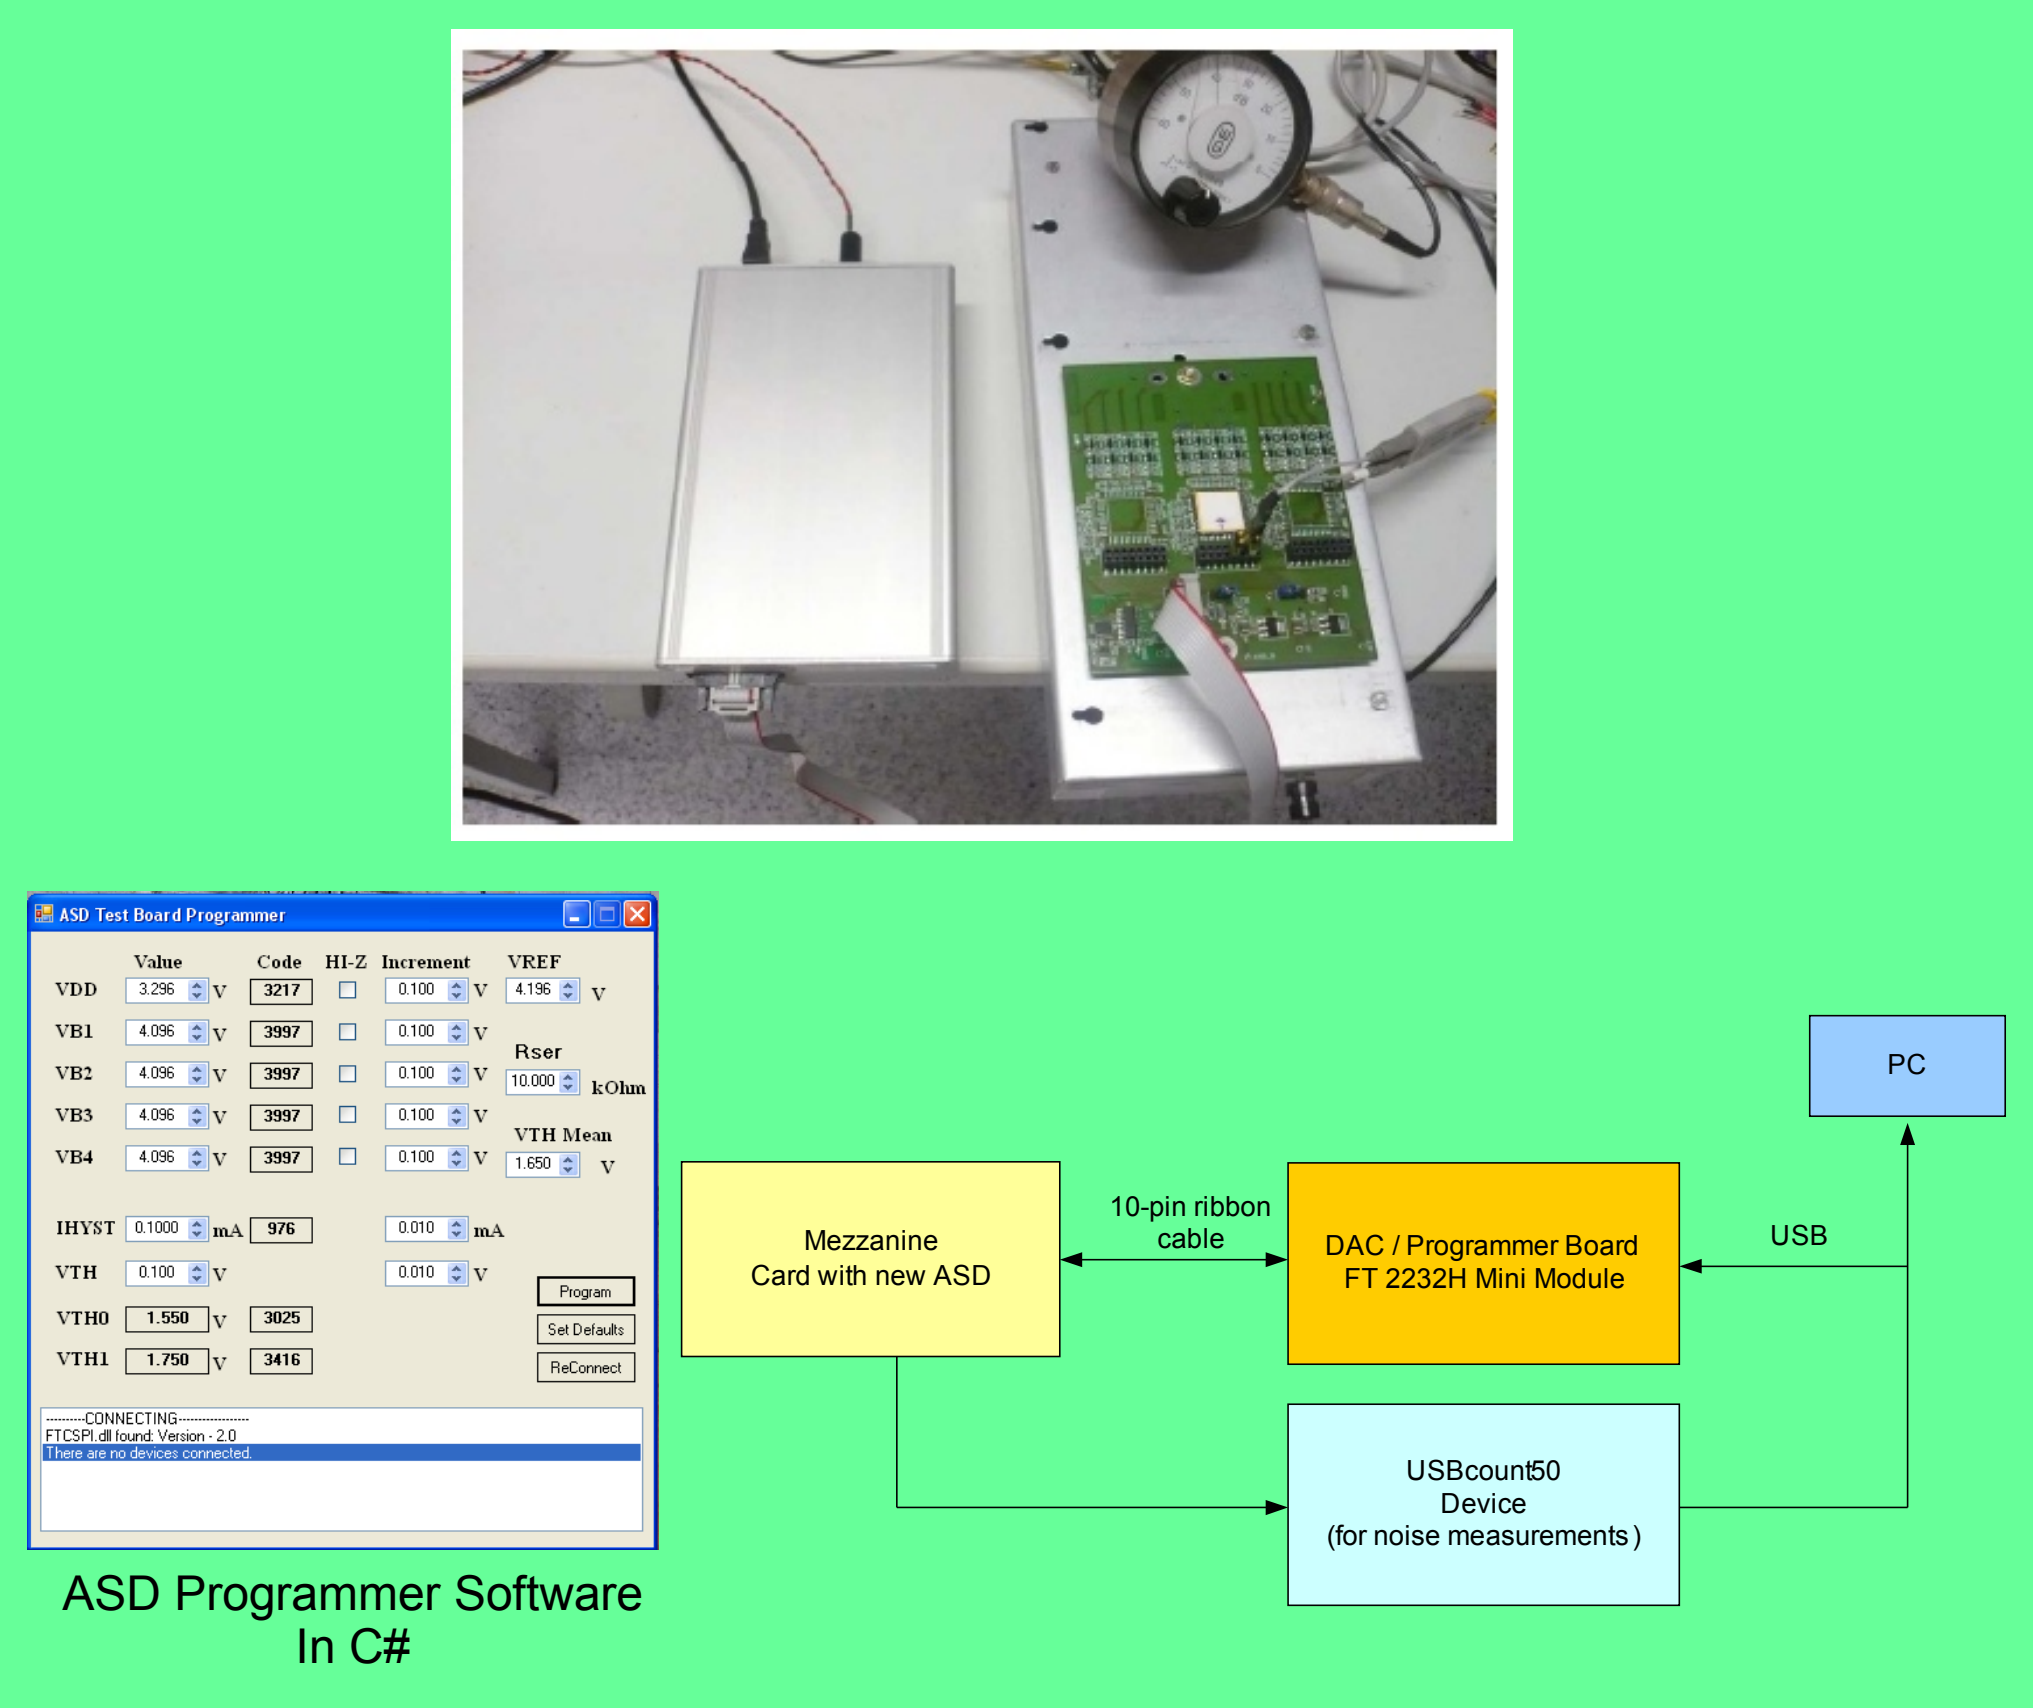 dB
ASD Test Board Programmer
Value Code HI-Z Increment VREF
VDD 3.296 V 3217 0.100 V 4.196 V
VB1 4.096 V 3997 0.100 V
Rser
VB2 4.096 V 3997 0.100 V 10.000 kOhm
VB3 4.096 V 3997 0.100 V
VTH Mean
VB4 4.096 V 3997 0.100 V 1.650 V
IHYST 0.1000 mA 976 0.010 mA
VTH 0.100 V 0.010 V
Program
VTH0 1.550 V 3025
Set Defaults
VTH1 1.750 V 3416
ReConnect
---------CONNECTING-----------------
FTCSPI.dll found: Version - 2.0
There are no devices connected.
ASD Programmer Software
In C#
PC
10-pin ribbon
cable
USB
Mezzanine
Card with new ASD
DAC / Programmer Board
FT 2232H Mini Module
USBcount50
Device
(for noise measurements)